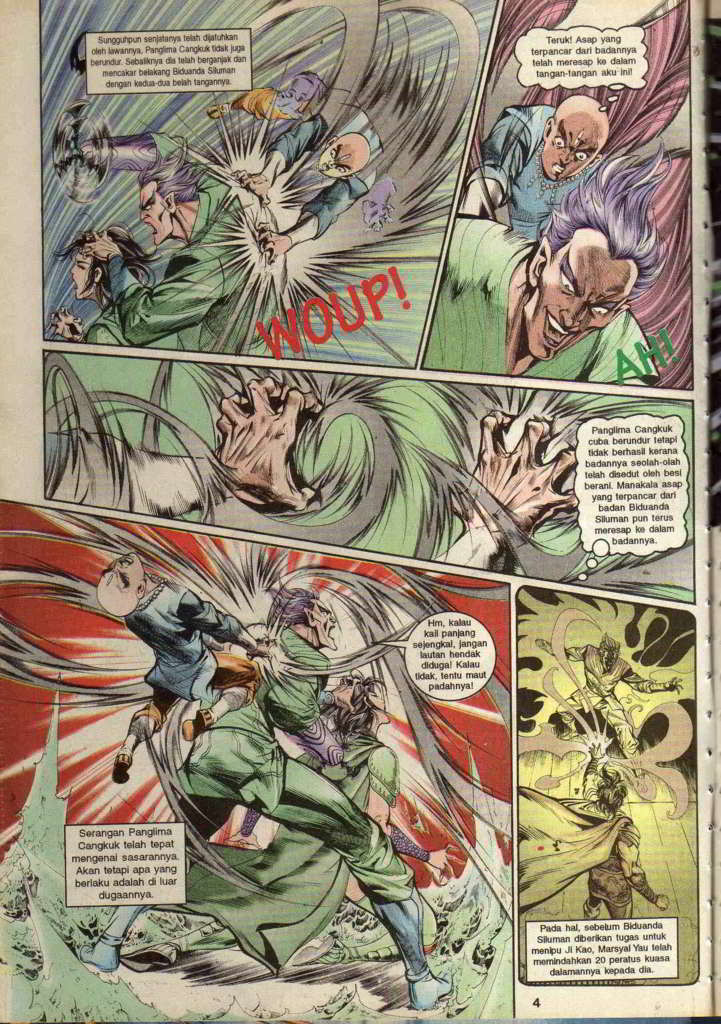 Sungguhpun senjatanya telah dijatuhkan
oleh lawannya, Panglima Cangkuk tidak juga
berundur. Sebaliknya dia telah berganjak dan
mencakar belakang Biduanda Siluman
dengan kedua-dua belah tangannya.
WOUP!
Teruk! Asap yang
terpancar dari badannya
telah meresap ke dalam
tangan-tangan aku ini!
AH!
Panglima Cangkuk
cuba berundur tetapi
tidak berhasil kerana
badannya seolah-olah
telah disedut oleh besi
berani. Manakala asap
yang terpancar dari
badan Biduanda
Siluman pun terus
meresap ke dalam
badannya.
Hm, kalau
kail panjang
sejengkal, jangan
lautan hendak
diduga! Kalau
tidak, tentu maut
padahnya!
Serangan Panglima
Cangkuk telah tepat
mengenai sasarannya.
Akan tetapi apa yang
berlaku adalah di luar
dugaannya.
Pada hal, sebelum Biduanda
Siluman diberikan tugas untuk
menipu Ji Kao, Marsyal Yau telah
memindahkan 20 peratus kuasa
dalamannya kepada dia.
4